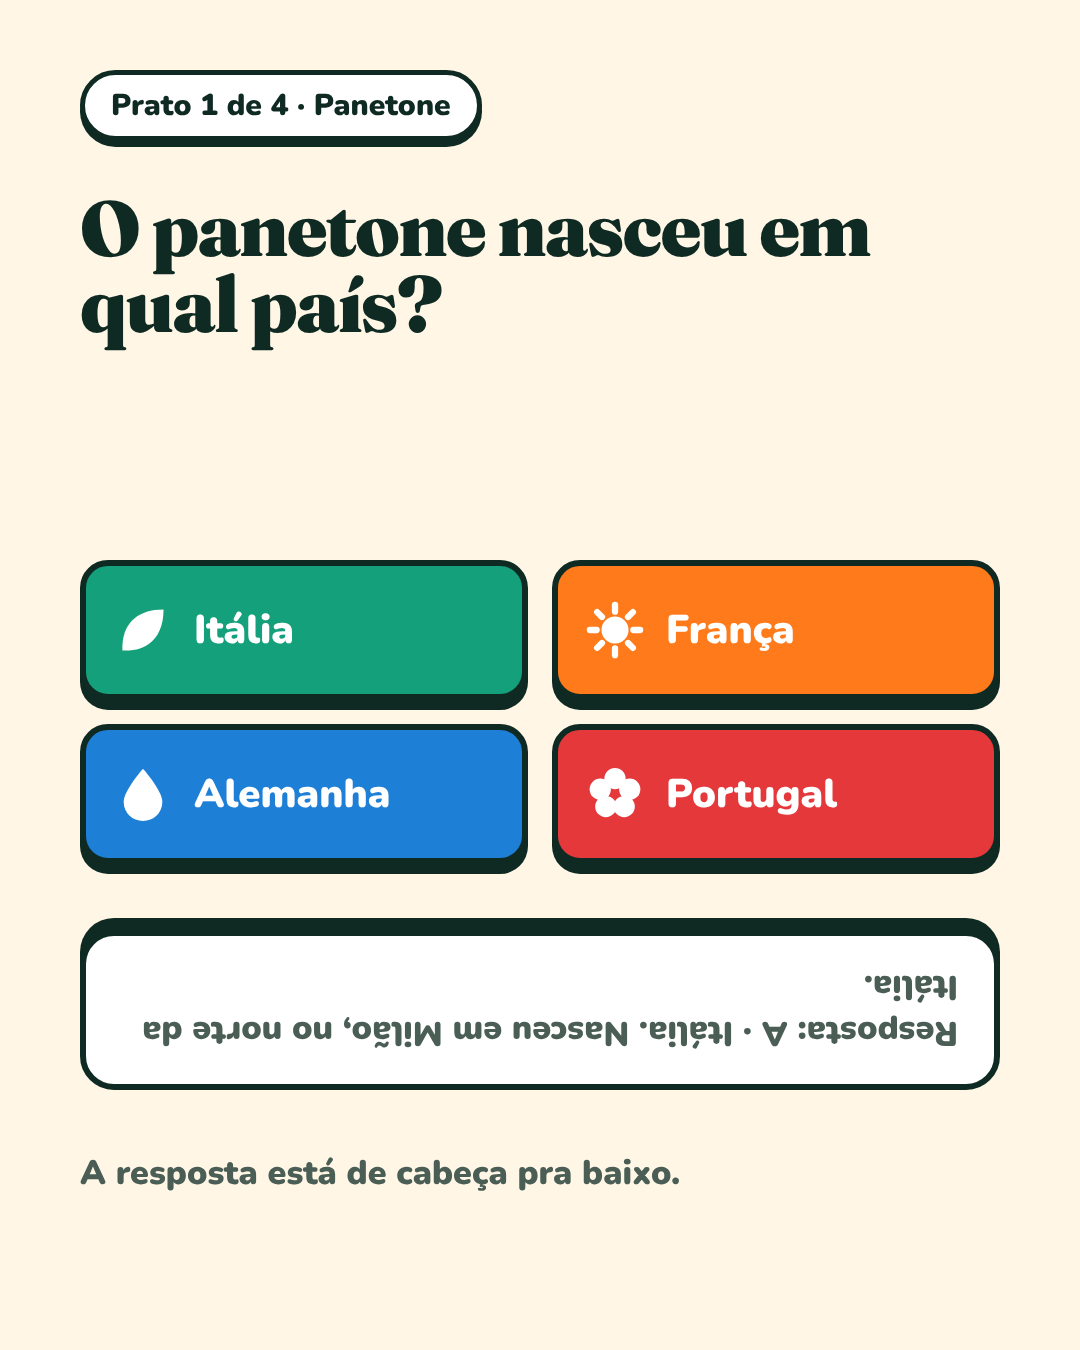 Prato 1 de 4 · Panetone
O panetone nasceu em
qual país?
Itália
França
Alemanha
Portugal
Resposta: A · Itália. Nasceu em Milão, no norte da
Itália.
A resposta está de cabeça pra baixo.